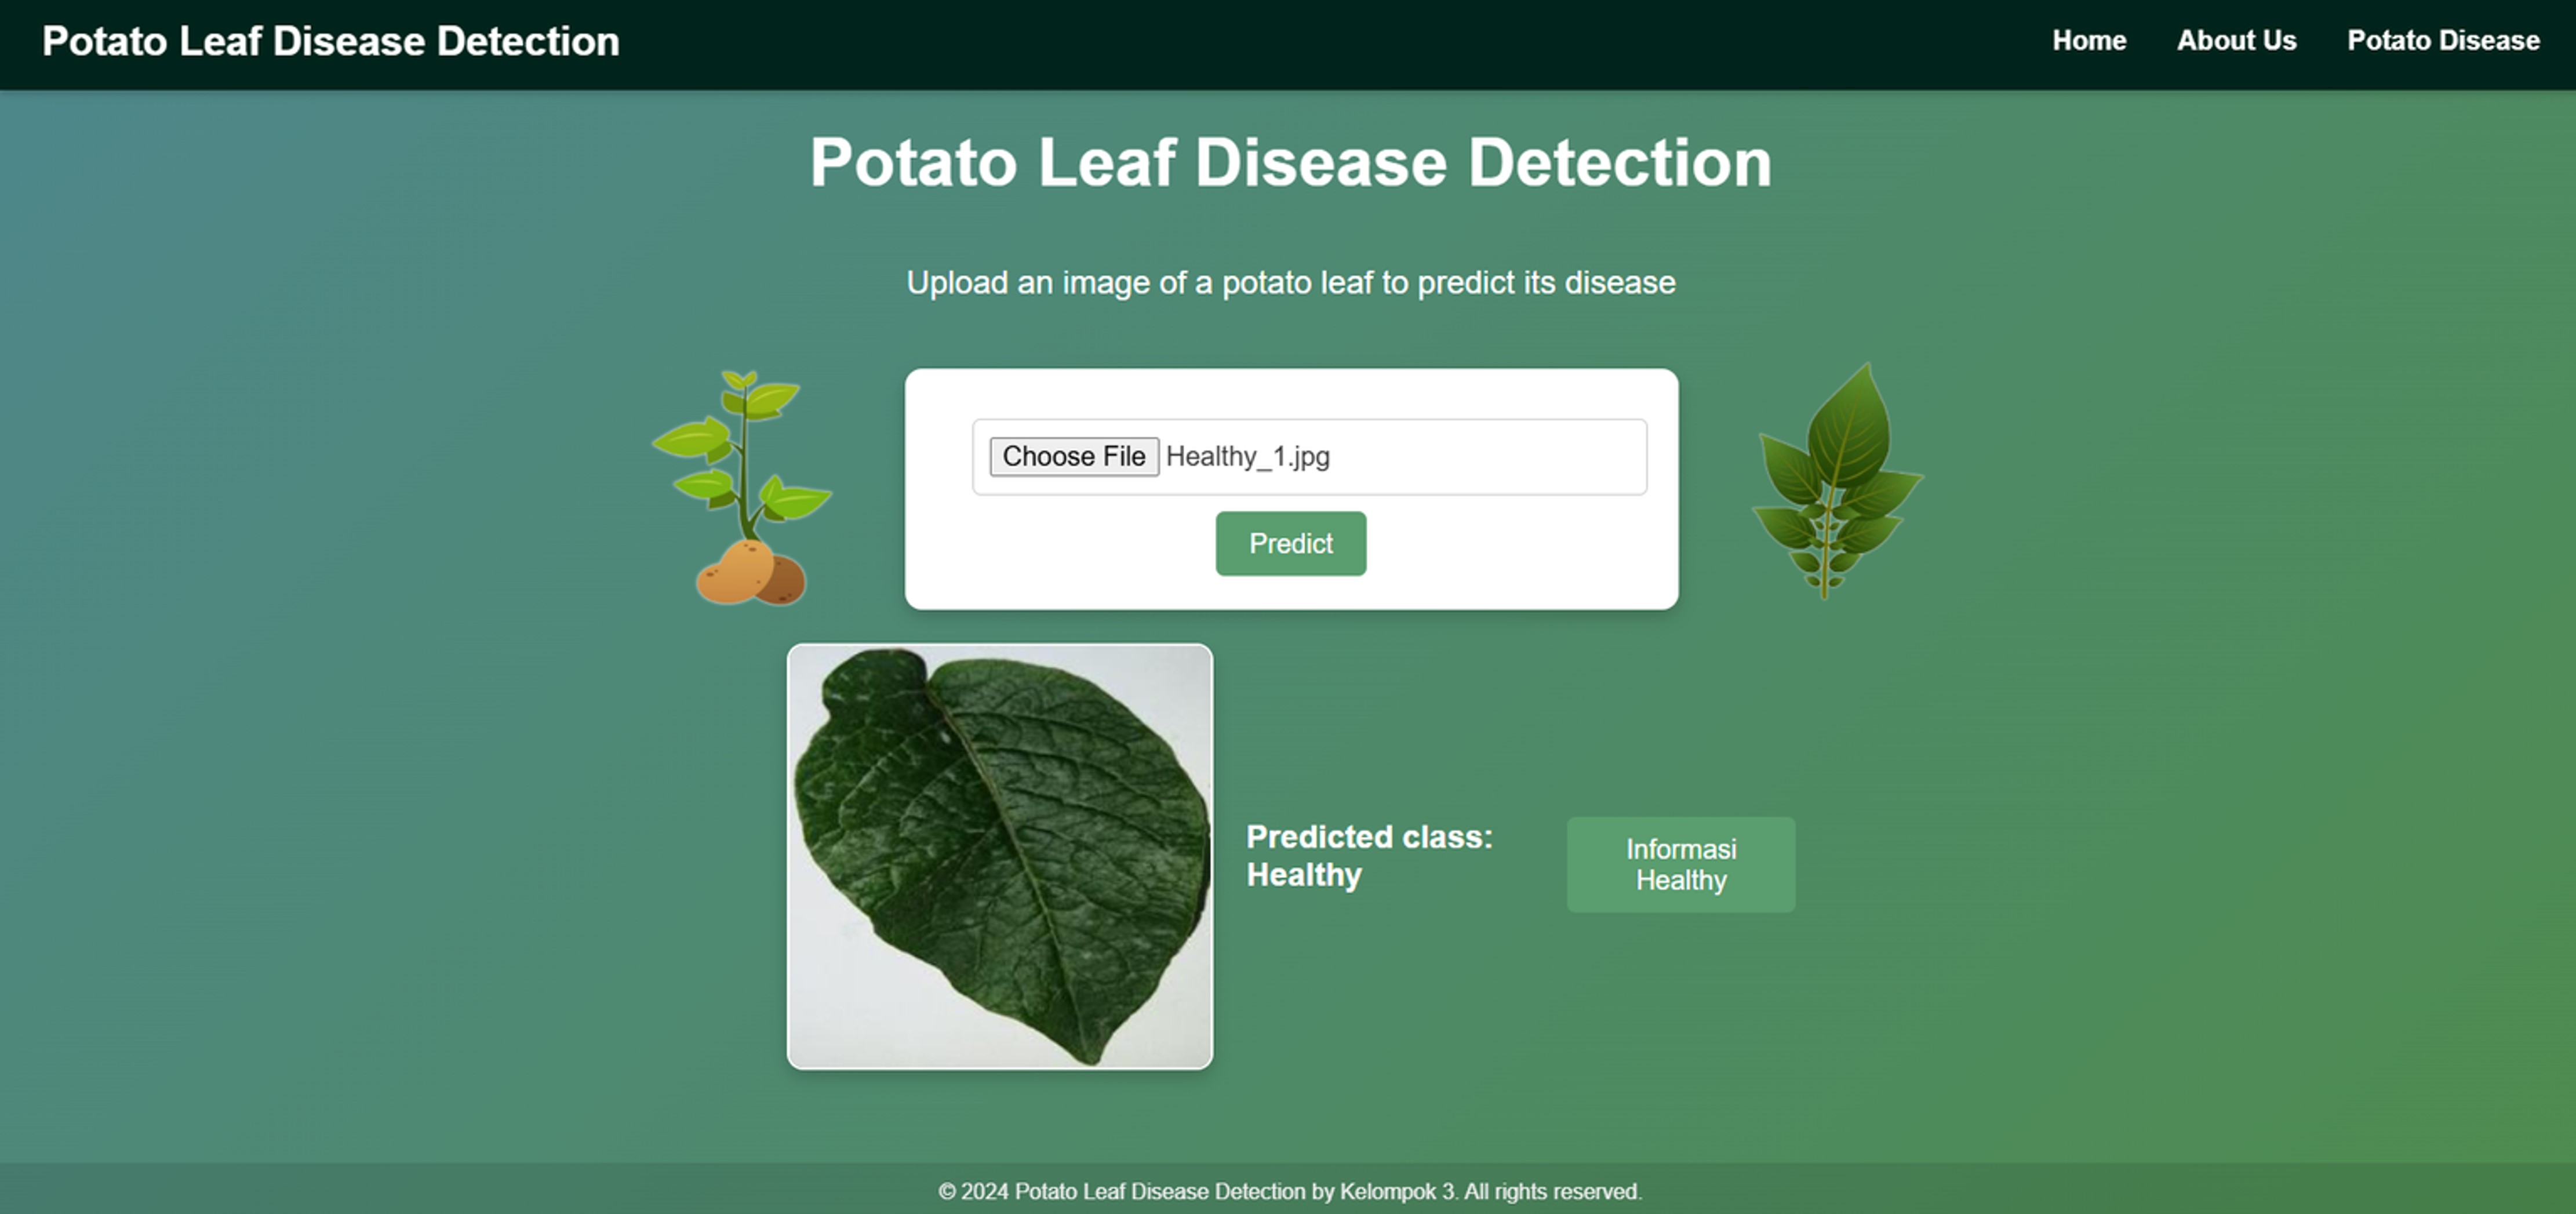 Potato Leaf Disease Detection
Home About Us Potato Disease
Potato Leaf Disease Detection
Upload an image of a potato leaf to predict its disease
Choose File Healthy_1.jpg
Predict
Predicted class:
Healthy
Informasi
Healthy
© 2024 Potato Leaf Disease Detection by Kelompok 3. All rights reserved.